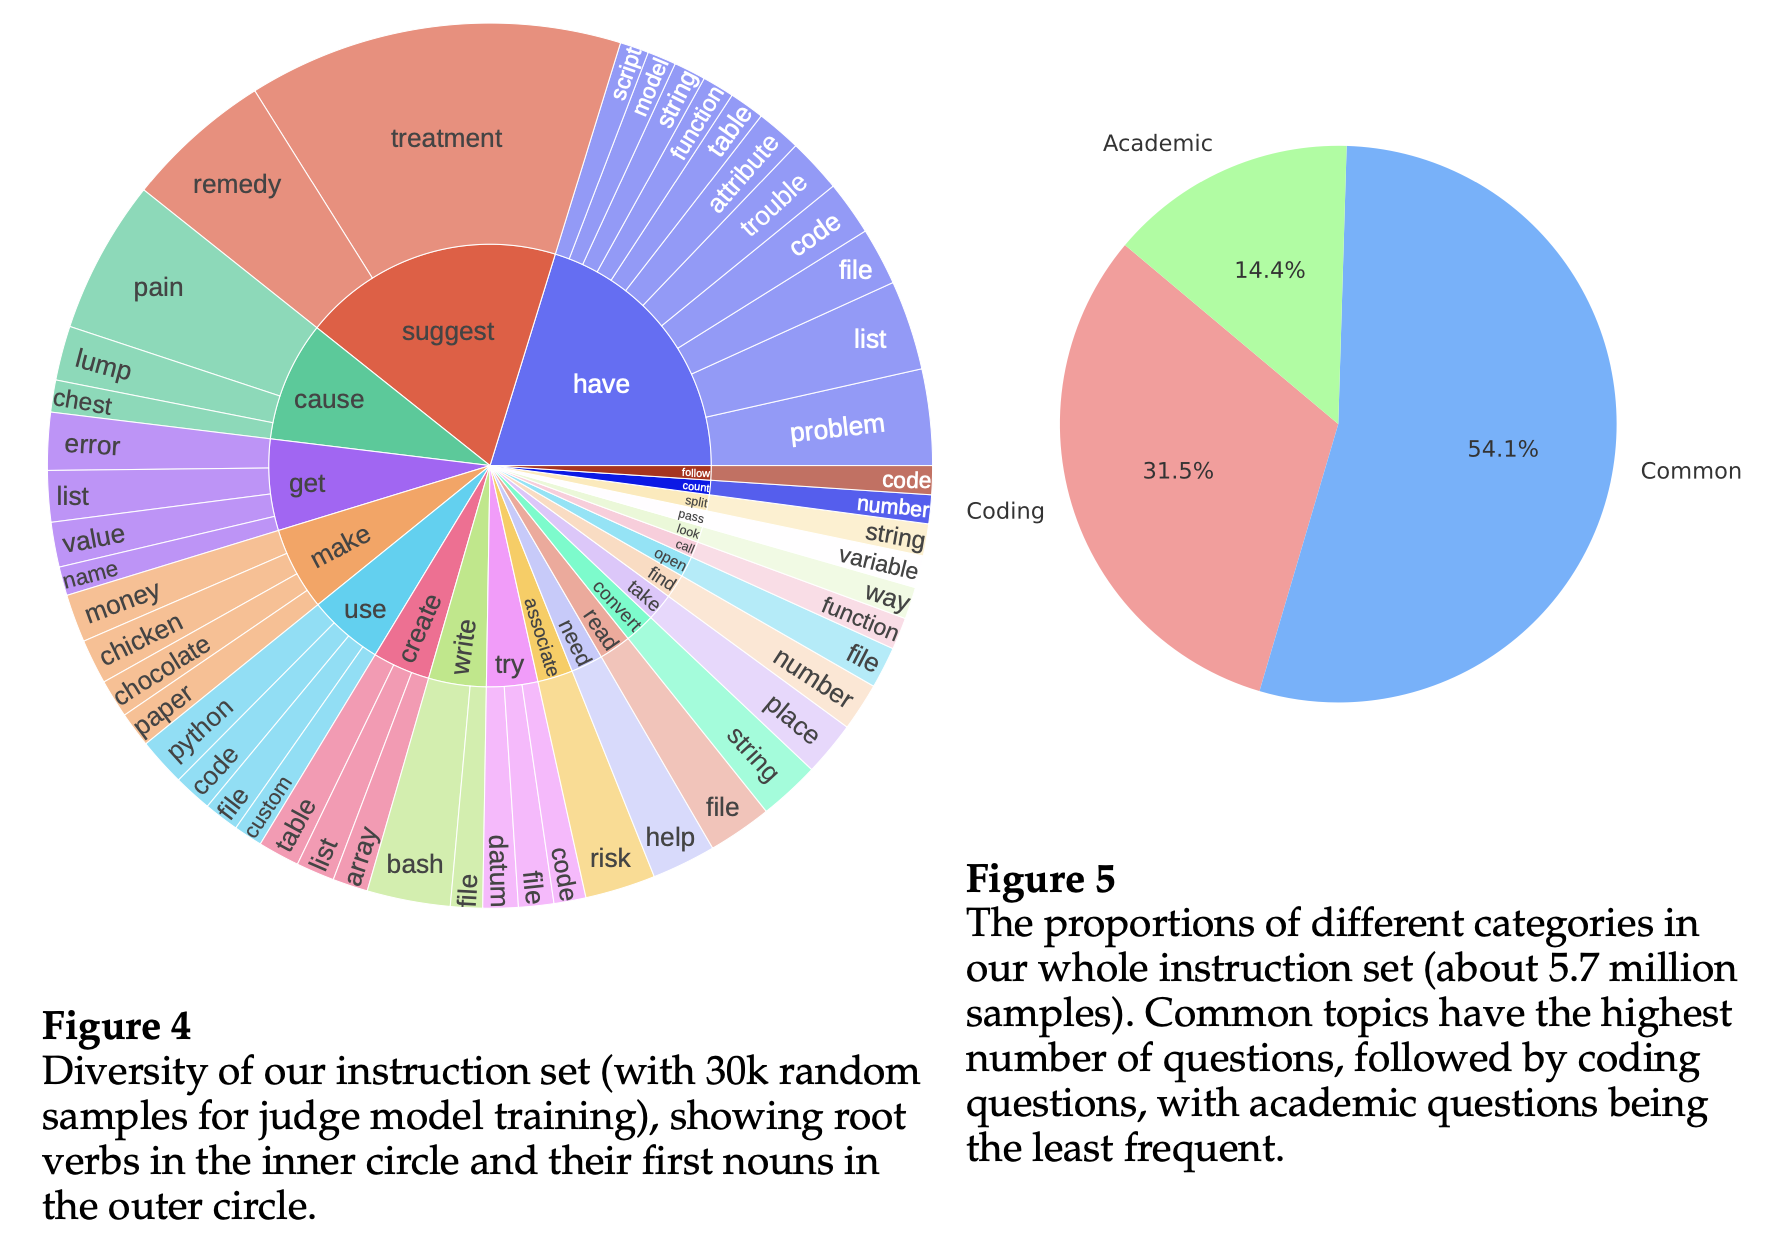 treatment
remedy
suggest
pain
lump
chest
cause
error
list
value
name
get
money
chicken
chocolate
paper
make
python
code
file
custom
use
table
list
array
create
bash
file
write
datum
file
code
try
risk
associate
help
need
file
read
string
convert
place
take
number
find
file
open
function
call
way
look
variable
pass
string
split
number
count
code
follow
have
script
model
string
function
table
attribute
trouble
code
file
list
problem
Figure 4
Diversity of our instruction set (with 30k random
samples for judge model training), showing root
verbs in the inner circle and their first nouns in
the outer circle.
Academic
14.4%
31.5%
54.1%
Common
Coding
Figure 5
The proportions of different categories in
our whole instruction set (about 5.7 million
samples). Common topics have the highest
number of questions, followed by coding
questions, with academic questions being
the least frequent.